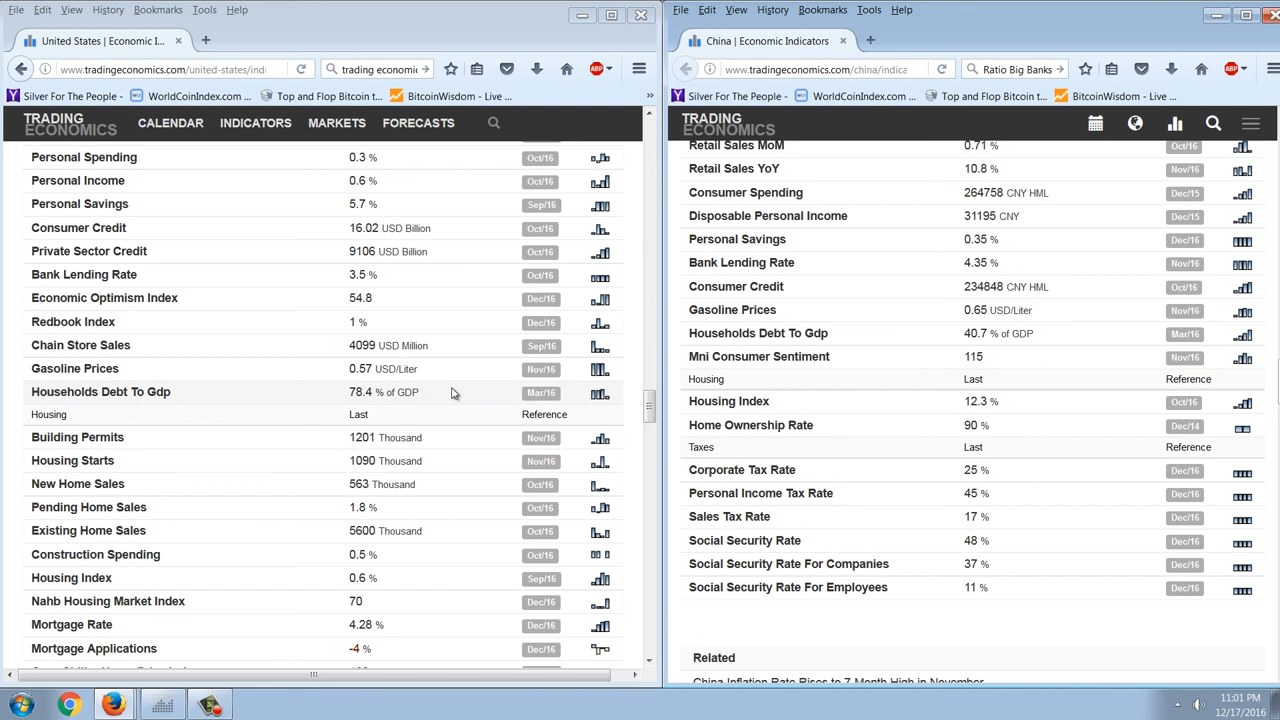 File Edit View History Bookmarks Tools Help
United States | Economic I...
www.tradingeconomics.com/united-states/indi
trading economic
Silver For The People - ... WorldCoinIndex.com ... Top and Flop Bitcoin t... BitcoinWisdom - Live ...
TRADING ECONOMICS CALENDAR INDICATORS MARKETS FORECASTS
Personal Spending 0.3 % Oct/16
Personal Income 0.6 % Oct/16
Personal Savings 5.7 % Sep/16
Consumer Credit 16.02 USD Billion Oct/16
Private Sector Credit 9106 USD Billion Oct/16
Bank Lending Rate 3.5 % Oct/16
Economic Optimism Index 54.8 Dec/16
Redbook Index 1 % Dec/16
Chain Store Sales 4099 USD Million Sep/16
Gasoline Prices 0.57 USD/Liter Nov/16
Households Debt To Gdp 78.4 % of GDP Mar/16
Housing Last Reference
Building Permits 1201 Thousand Nov/16
Housing Starts 1090 Thousand Nov/16
New Home Sales 563 Thousand Oct/16
Pending Home Sales 1.8 % Oct/16
Existing Home Sales 5600 Thousand Oct/16
Construction Spending 0.5 % Oct/16
Housing Index 0.6 % Sep/16
Nahb Housing Market Index 70 Dec/16
Mortgage Rate 4.28 % Dec/16
Mortgage Applications -4 % Dec/16
File Edit View History Bookmarks Tools Help
China | Economic Indicators
www.tradingeconomics.com/china/indica
Ratio Big Banks
ABP
Silver For The People - ... WorldCoinIndex.com ... Top and Flop Bitcoin t... BitcoinWisdom - Live ...
TRADING ECONOMICS
Retail Sales MoM 0.71 % Oct/16
Retail Sales YoY 10.8 % Nov/16
Consumer Spending 264758 CNY HML Dec/15
Disposable Personal Income 31195 CNY Dec/15
Personal Savings 0.35 % Dec/16
Bank Lending Rate 4.35 % Nov/16
Consumer Credit 234848 CNY HML Oct/16
Gasoline Prices 0.65 USD/Liter Nov/16
Households Debt To Gdp 40.7 % of GDP Mar/16
Mni Consumer Sentiment 115 Nov/16
Housing Last Reference
Housing Index 12.3 % Oct/16
Home Ownership Rate 90 % Dec/14
Taxes Last Reference
Corporate Tax Rate 25 % Dec/16
Personal Income Tax Rate 45 % Dec/16
Sales Tax Rate 17 % Dec/16
Social Security Rate 48 % Dec/16
Social Security Rate For Companies 37 % Dec/16
Social Security Rate For Employees 11 % Dec/16
Related
China Inflation Rate Rises to 7-Month High in November
11:01 PM
12/17/2016